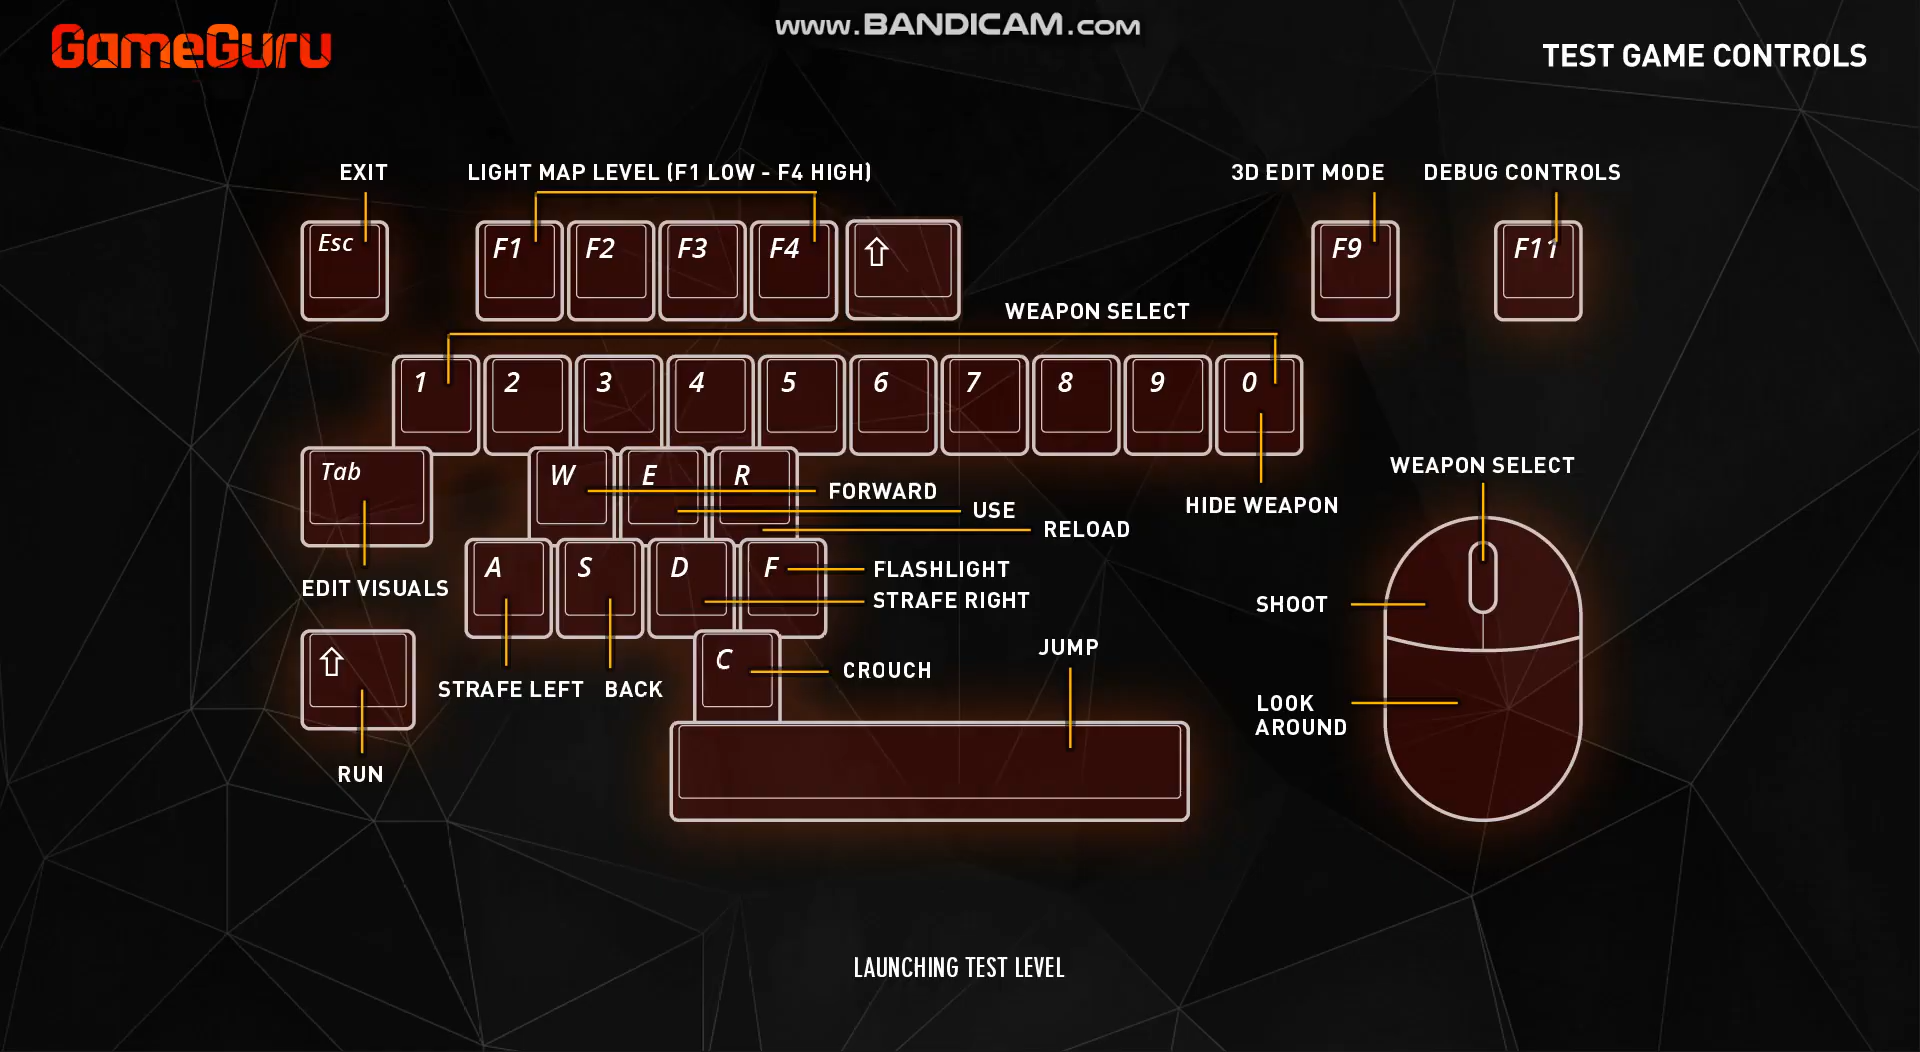 www.BANDICAM.com
GameGuru
TEST GAME CONTROLS
EXIT
LIGHT MAP LEVEL (F1 LOW - F4 HIGH)
3D EDIT MODE
DEBUG CONTROLS
Esc
F1
F2
F3
F4
F9
F11
WEAPON SELECT
1
2
3
4
5
6
7
8
9
0
Tab
W
E
R
FORWARD
USE
RELOAD
HIDE WEAPON
WEAPON SELECT
EDIT VISUALS
A
S
D
F
FLASHLIGHT
STRAFE RIGHT
SHOOT
C
CROUCH
JUMP
STRAFE LEFT
BACK
LOOK
AROUND
RUN
LAUNCHING TEST LEVEL